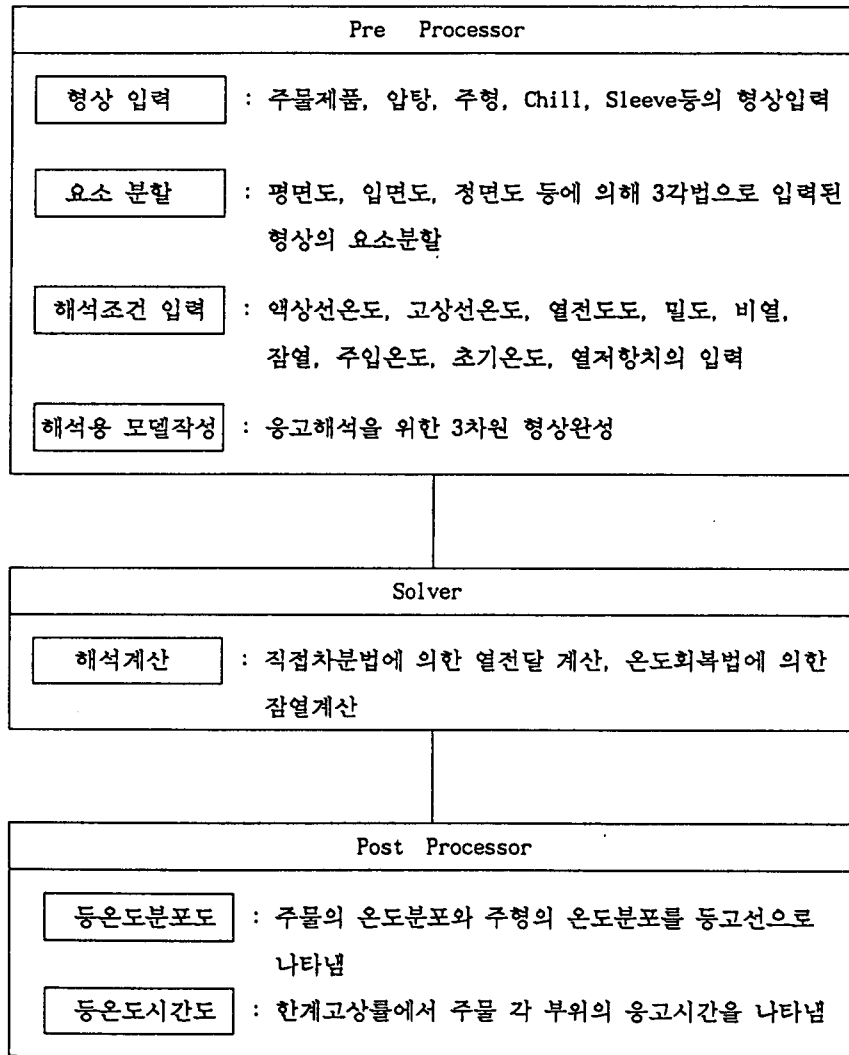 Pre Processor
형상 입력 : 주물제품, 압탕, 주형, Chill, Sleeve등의 형상입력
요소 분할 : 평면도, 입면도, 정면도 등에 의해 3각법으로 입력된
형상의 요소분할
해석조건 입력 : 액상선온도, 고상선온도, 열전도도, 밀도, 비열,
잠열, 주입온도, 초기온도, 열저항치의 입력
해석용 모델작성 : 응고해석을 위한 3차원 형상완성
Solver
해석계산 : 직접차분법에 의한 열전달 계산, 온도회복법에 의한
잠열계산
Post Processor
등온도분포도 : 주물의 온도분포와 주형의 온도분포를 등고선으로
나타냄
등온도시간도 : 한계고상률에서 주물 각 부위의 응고시간을 나타냄